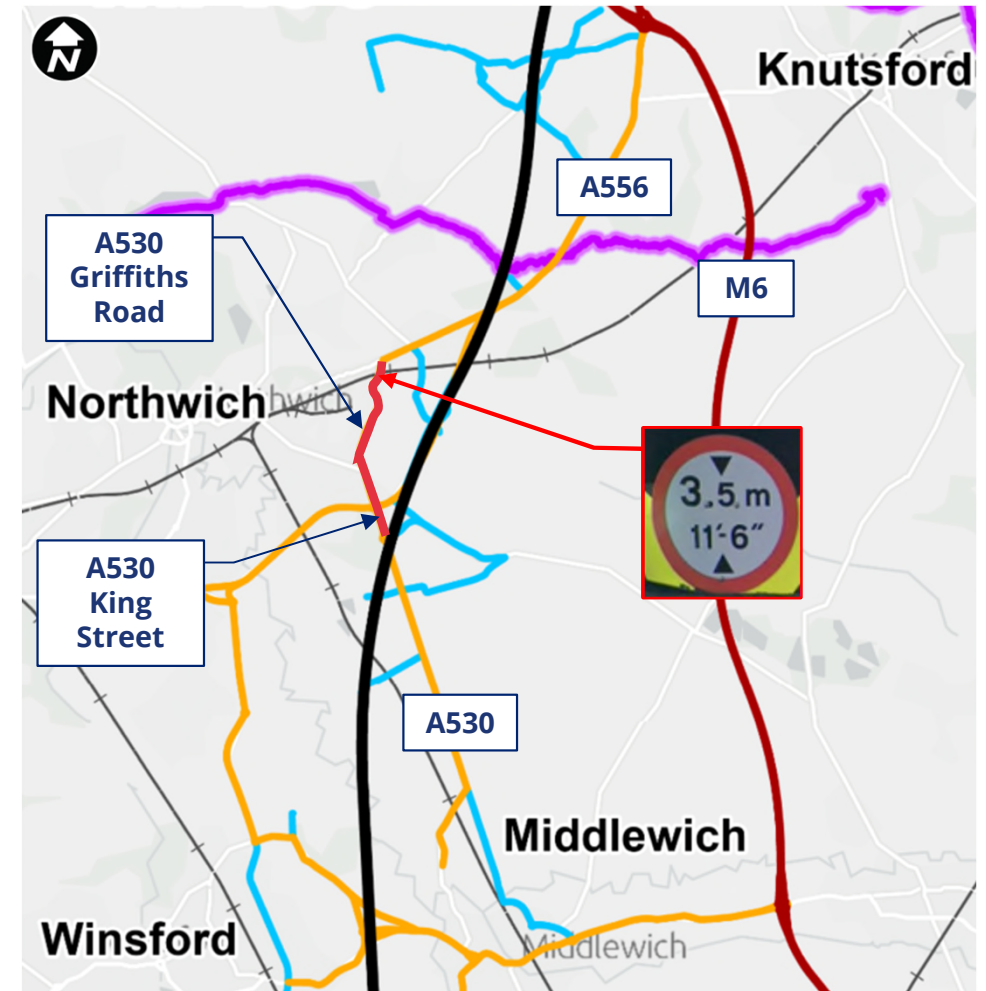 N
Knutsford
A556
A530
Griffiths
Road
M6
Northwich
3.5 m
11'-6"
A530
King
Street
A530
Middlewich
Winsford
Middlewich